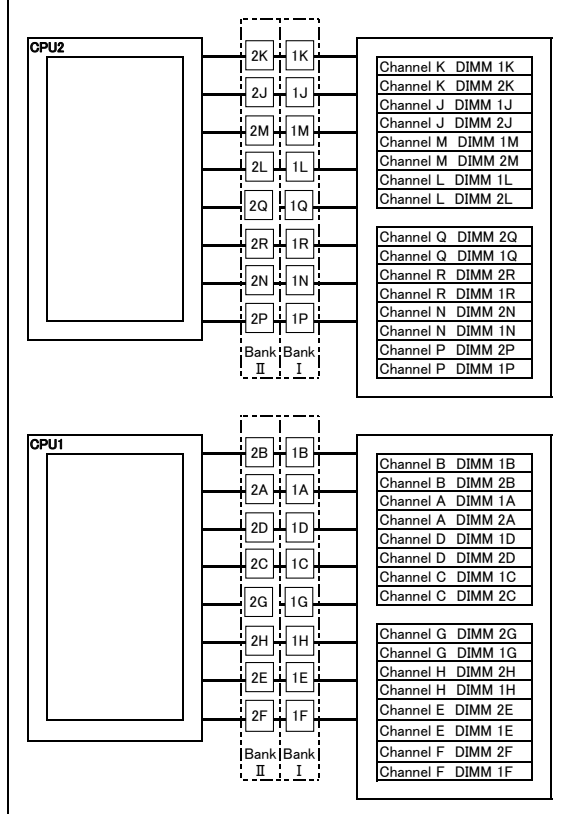 CPU2
2K 1K
2J 1J
2M 1M
2L 1L
2Q 1Q
2R 1R
2N 1N
2P 1P
Bank Bank
Ⅱ Ⅰ
Channel K DIMM 1K
Channel K DIMM 2K
Channel J DIMM 1J
Channel J DIMM 2J
Channel M DIMM 1M
Channel M DIMM 2M
Channel L DIMM 1L
Channel L DIMM 2L
Channel Q DIMM 2Q
Channel Q DIMM 1Q
Channel R DIMM 2R
Channel R DIMM 1R
Channel N DIMM 2N
Channel N DIMM 1N
Channel P DIMM 2P
Channel P DIMM 1P
CPU1
2B 1B
2A 1A
2D 1D
2C 1C
2G 1G
2H 1H
2E 1E
2F 1F
Bank Bank
Ⅱ Ⅰ
Channel B DIMM 1B
Channel B DIMM 2B
Channel A DIMM 1A
Channel A DIMM 2A
Channel D DIMM 1D
Channel D DIMM 2D
Channel C DIMM 1C
Channel C DIMM 2C
Channel G DIMM 2G
Channel G DIMM 1G
Channel H DIMM 2H
Channel H DIMM 1H
Channel E DIMM 2E
Channel E DIMM 1E
Channel F DIMM 2F
Channel F DIMM 1F